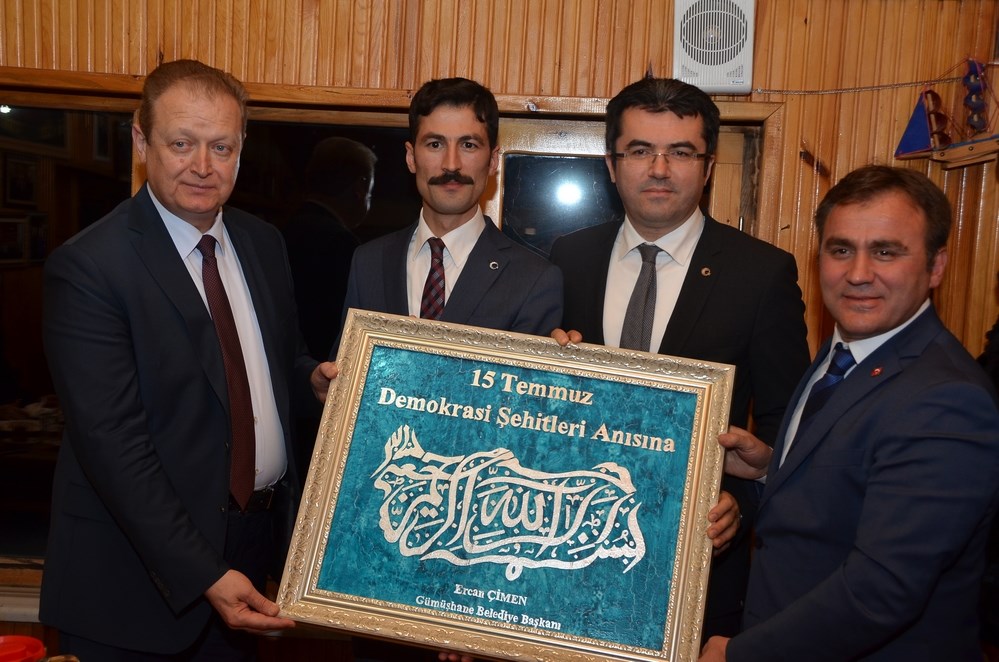 15 Temmuz
Demokrasi Şehitleri Anısına
بسم الله الرحمن الرحيم
Ercan ÇİMEN
Gümüşhane Belediye Başkanı